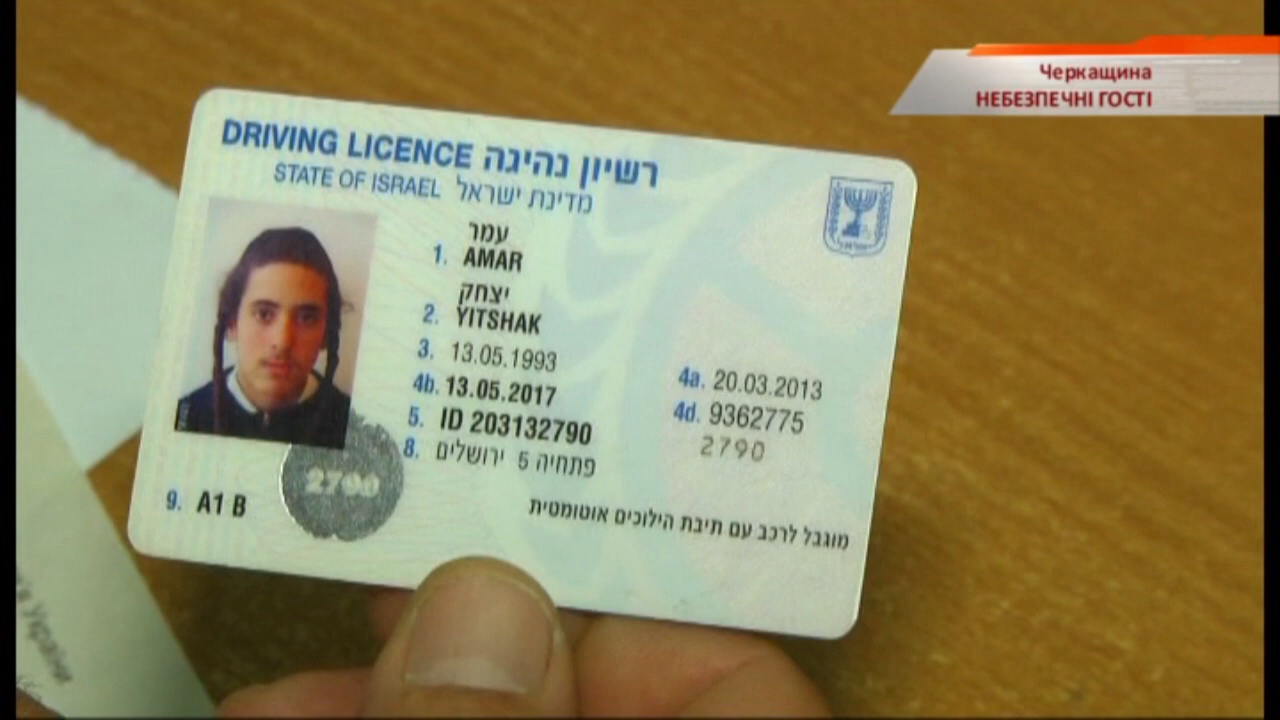 Черкащина
НЕБЕЗПЕЧНІ ГОСТІ
DRIVING LICENCE רשיון נהיגה
STATE OF ISRAEL מדינת ישראל
עמר
1. AMAR
יצחק
2. YITSHAK
3. 13.05.1993
4b. 13.05.2017
4a. 20.03.2013
5. ID 203132790
4d. 9362775
2790
8. פתחיה 5 ירושלים
2790
9. A1 B
מוגבל לרכב עם תיבת הילוכים אוטומטית
України